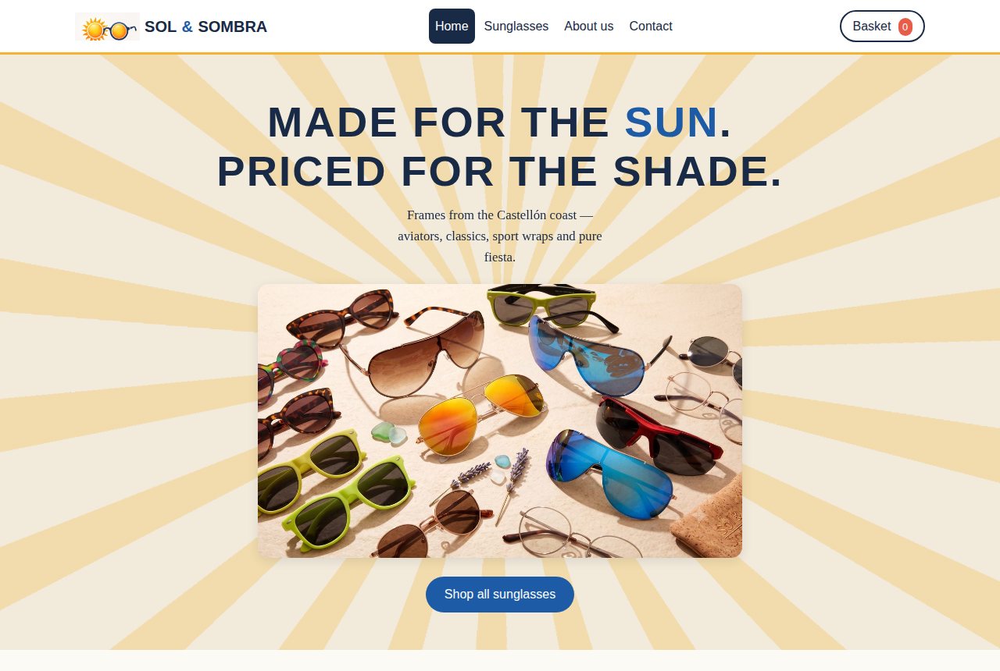 SOL & SOMBRA
Home
Sunglasses
About us
Contact
Basket 0
MADE FOR THE SUN.
PRICED FOR THE SHADE.
Frames from the Castellón coast —
aviators, classics, sport wraps and pure
fiesta.
Shop all sunglasses